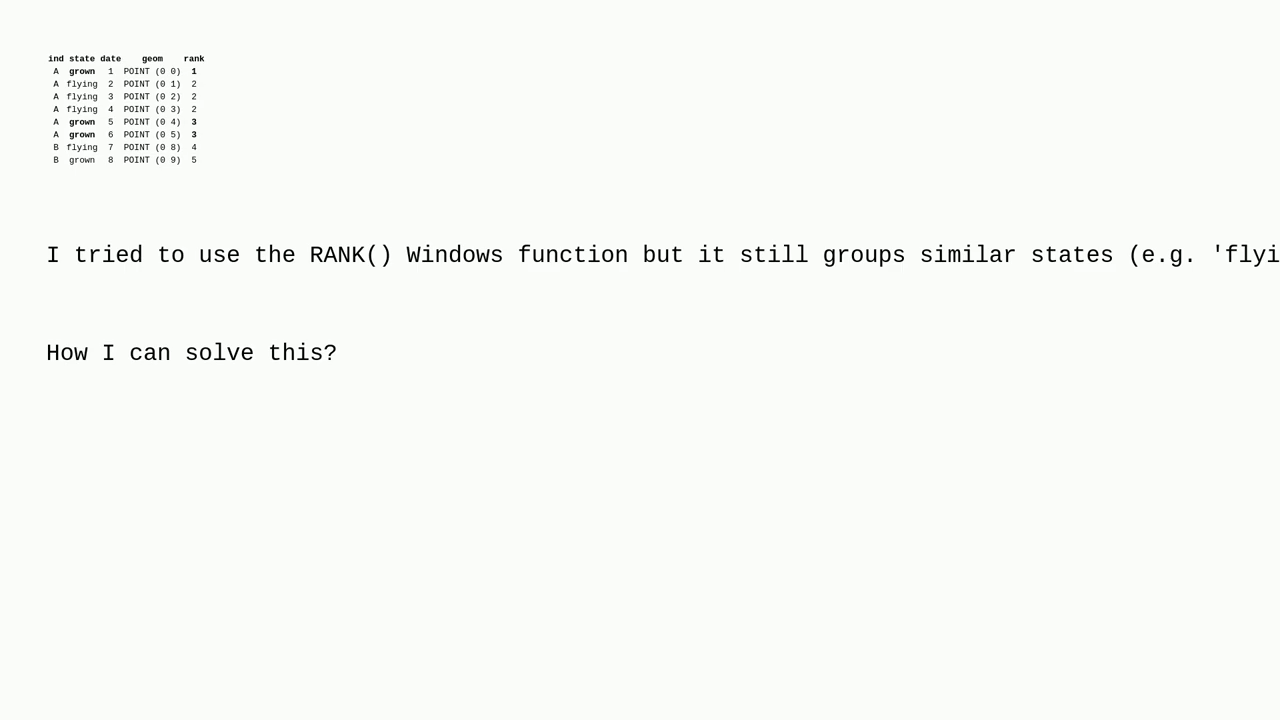 ind state date geom rank
A grown 1 POINT (0 0) 1
A flying 2 POINT (0 1) 2
A flying 3 POINT (0 2) 2
A flying 4 POINT (0 3) 2
A grown 5 POINT (0 4) 3
A grown 6 POINT (0 5) 3
B flying 7 POINT (0 8) 4
B grown 8 POINT (0 9) 5
I tried to use the RANK() Windows function but it still groups similar states (e.g. 'flyi
How I can solve this?